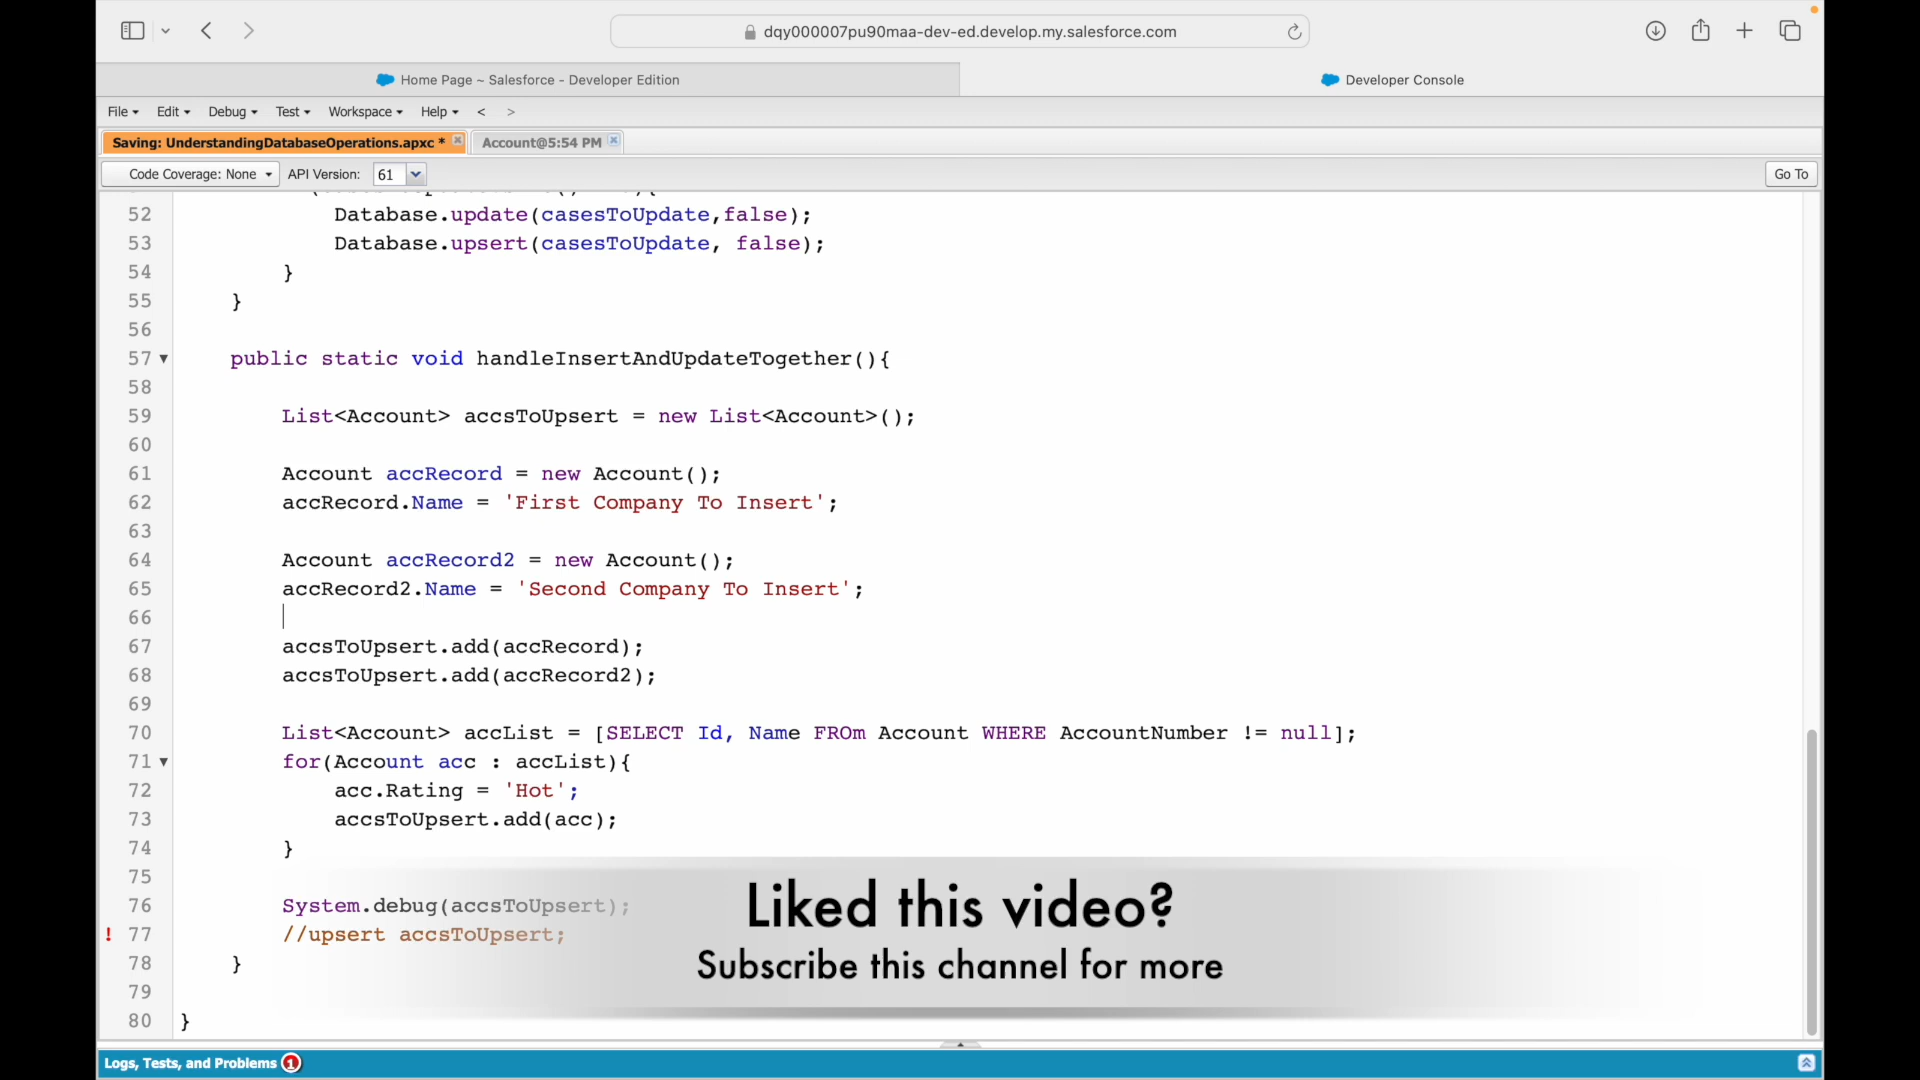 dqy000007pu90maa-dev-ed.develop.my.salesforce.com
Home Page ~ Salesforce - Developer Edition
Developer Console
File Edit Debug Test Workspace Help < >
Saving: UnderstandingDatabaseOperations.apxc * Account@5:54 PM
Code Coverage: None API Version: 61 Go To
52 Database.update(casesToUpdate,false);
53 Database.upsert(casesToUpdate, false);
54 }
55 }
56
57 public static void handleInsertAndUpdateTogether(){
58
59 List<Account> accsToUpsert = new List<Account>();
60
61 Account accRecord = new Account();
62 accRecord.Name = 'First Company To Insert';
63
64 Account accRecord2 = new Account();
65 accRecord2.Name = 'Second Company To Insert';
66
67 accsToUpsert.add(accRecord);
68 accsToUpsert.add(accRecord2);
69
70 List<Account> accList = [SELECT Id, Name FROm Account WHERE AccountNumber != null];
71 for(Account acc : accList){
72 acc.Rating = 'Hot';
73 accsToUpsert.add(acc);
74 }
75
76 System.debug(accsToUpsert);
! 77 //upsert accsToUpsert;
78 }
79
80 }
Liked this video?
Subscribe this channel for more
Logs, Tests, and Problems 1